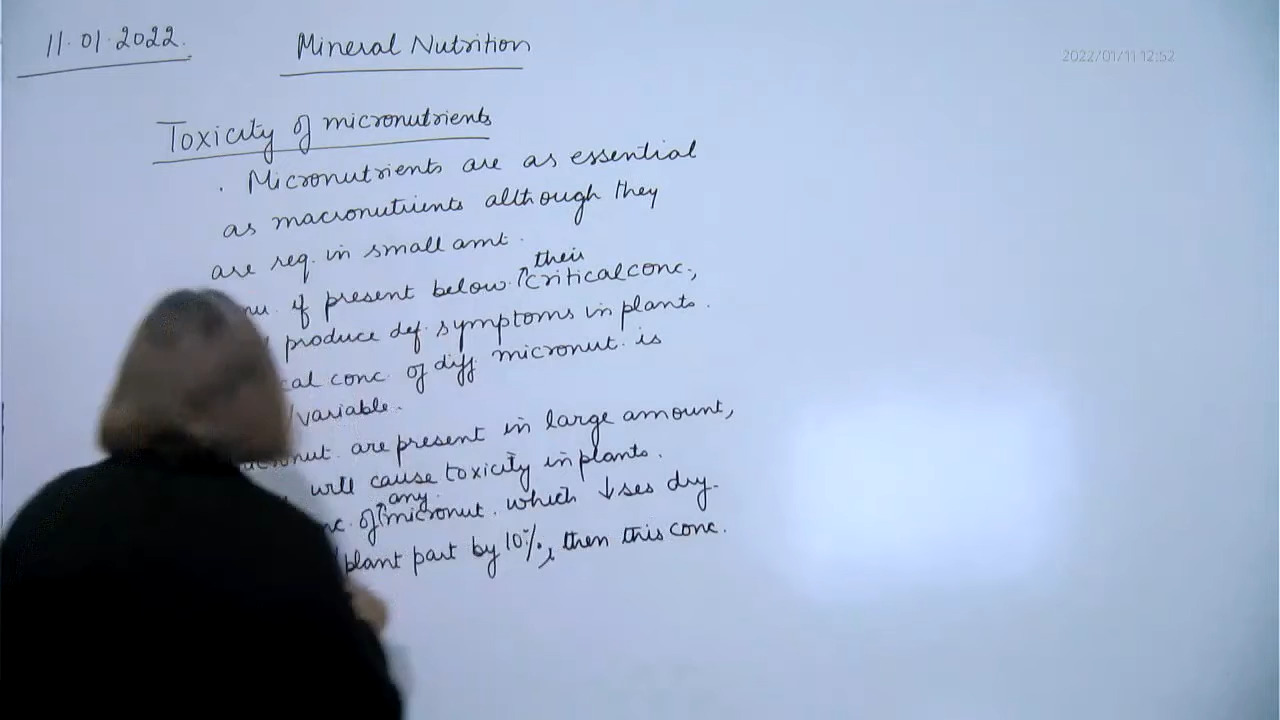 11.01.2022.
Mineral Nutrition
2022/01/11 12:52
Toxicity of micronutrients
. Micronutrients are as essential
as macronutrients although they
are req. in small amt.
if present below their critical conc.,
produce def. symptoms in plants.
conc. of diff micronut. is
variable.
are present in large amount,
will cause toxicity in plants.
of any micronut. which ↓ses dry.
plant part by 10%, then this conc.